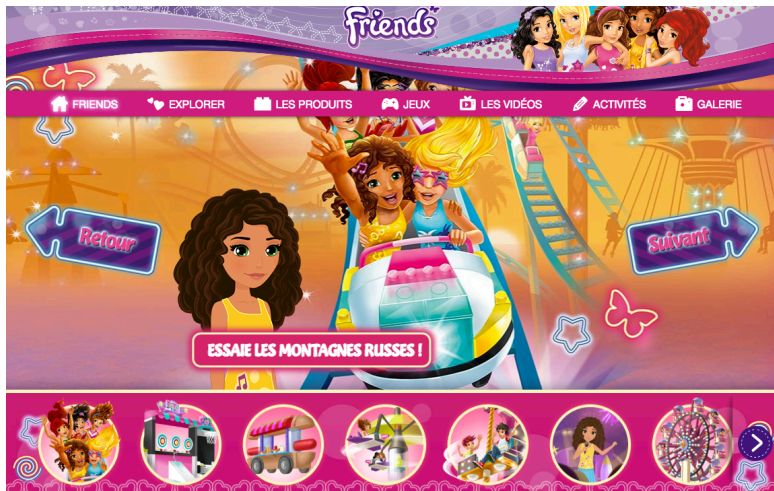 friends
FRIENDS EXPLORER LES PRODUITS JEUX LES VIDÉOS ACTIVITÉS GALERIE
Retour
Suivant
ESSAIE LES MONTAGNES RUSSES !